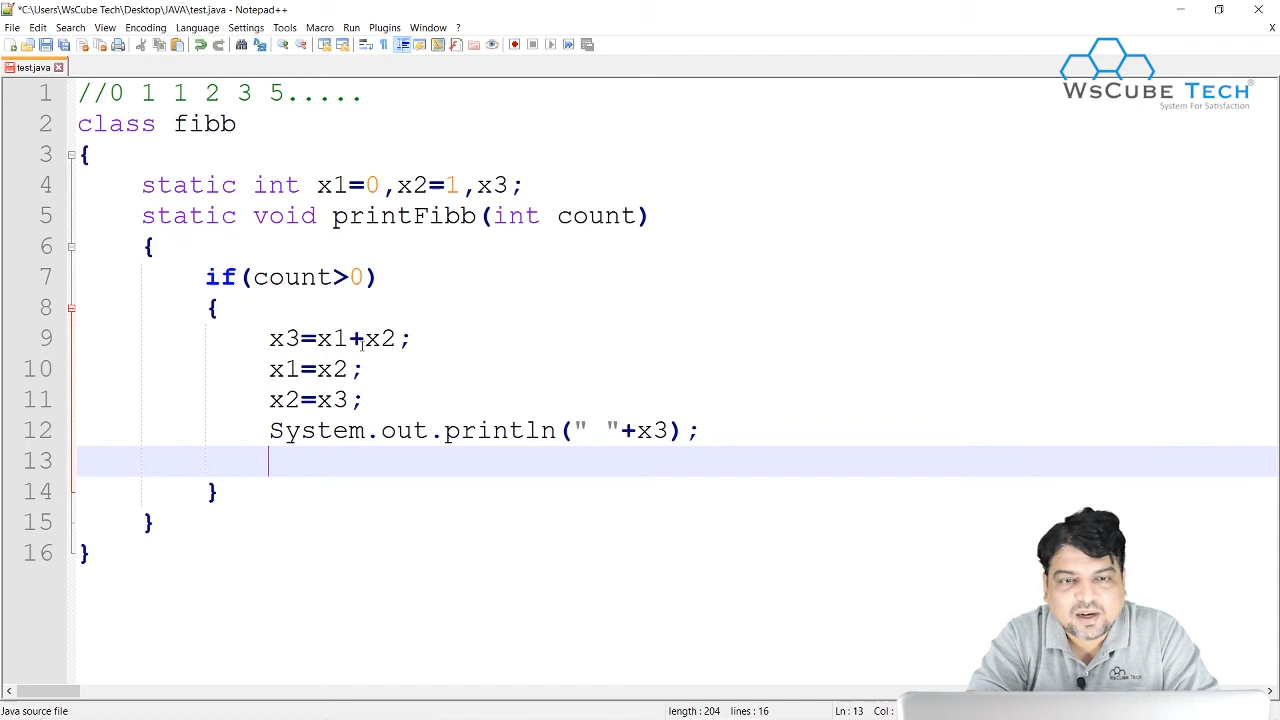 *C:\Users\WsCube Tech\Desktop\JAVA\test.java - Notepad++
File Edit Search View Encoding Language Settings Tools Macro Run Plugins Window ? X
test.java
WsCube Tech®
System For Satisfaction
1 //0 1 1 2 3 5.....
2 class fibb
3 {
4 static int x1=0,x2=1,x3;
5 static void printFibb(int count)
6 {
7 if(count>0)
8 {
9 x3=x1+x2;
10 x1=x2;
11 x2=x3;
12 System.out.println(" "+x3);
13
14 }
15 }
16 }
WsCube Tech
Java source file length : 204 lines : 16 Ln : 13 Col :